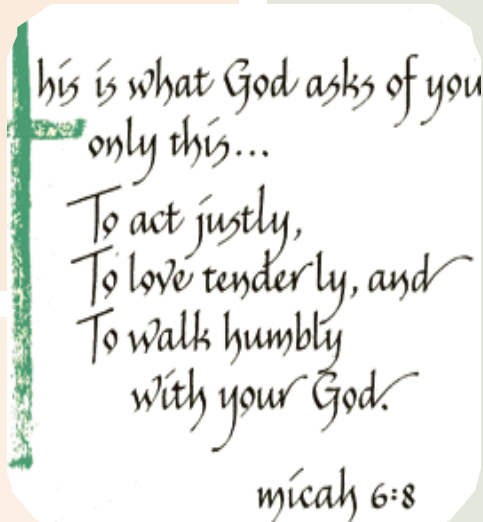 This is what God asks of you
only this...
To act justly,
To love tenderly, and
To walk humbly
with your God.
micah 6:8